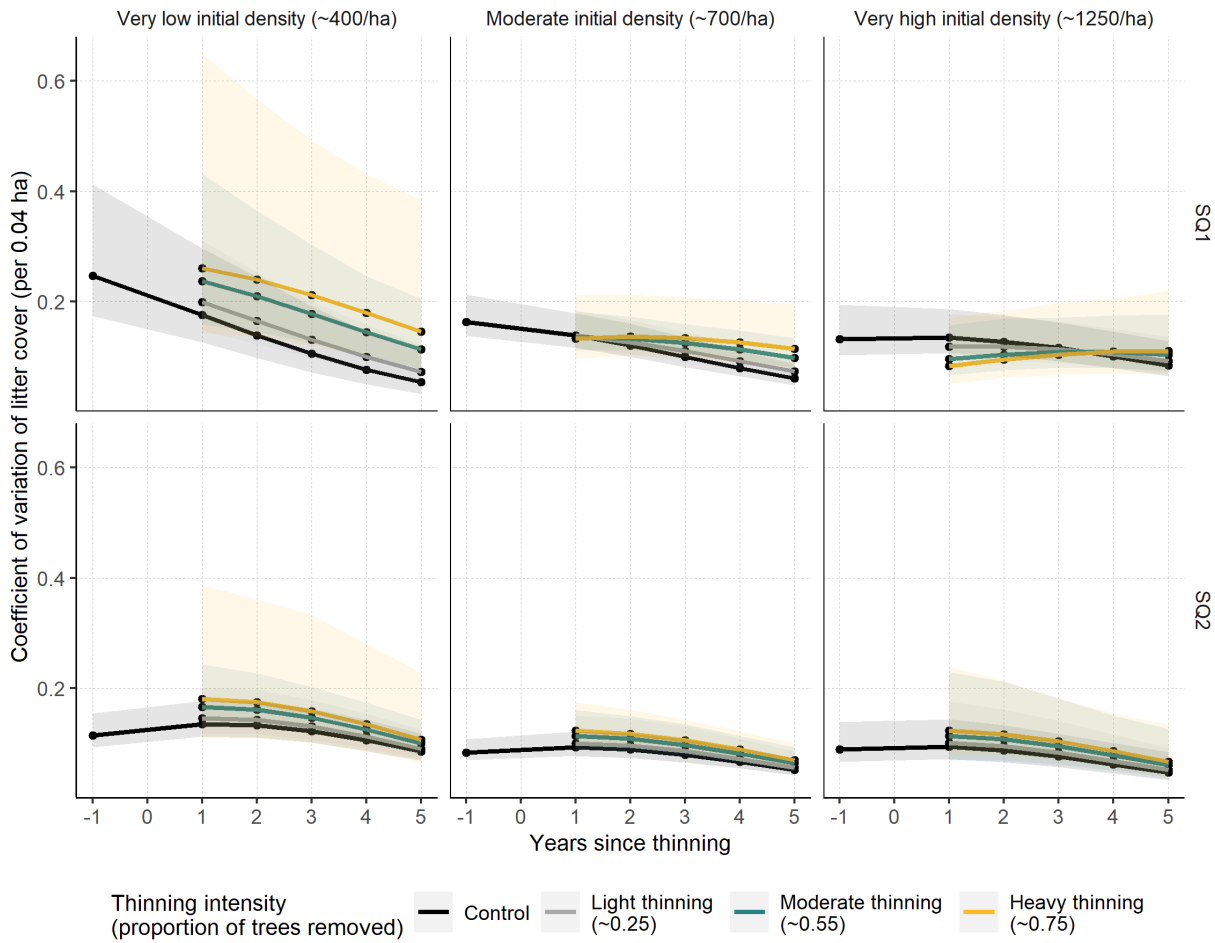 Very low initial density (~400/ha)
Moderate initial density (~700/ha)
Very high initial density (~1250/ha)
Coefficient of variation of litter cover (per 0.04 ha)
0.6
0.4
0.2
SQ1
0.6
0.4
0.2
SQ2
-1 0 1 2 3 4 5
-1 0 1 2 3 4 5
-1 0 1 2 3 4 5
Years since thinning
Thinning intensity
(proportion of trees removed)
Control
Light thinning
(~0.25)
Moderate thinning
(~0.55)
Heavy thinning
(~0.75)